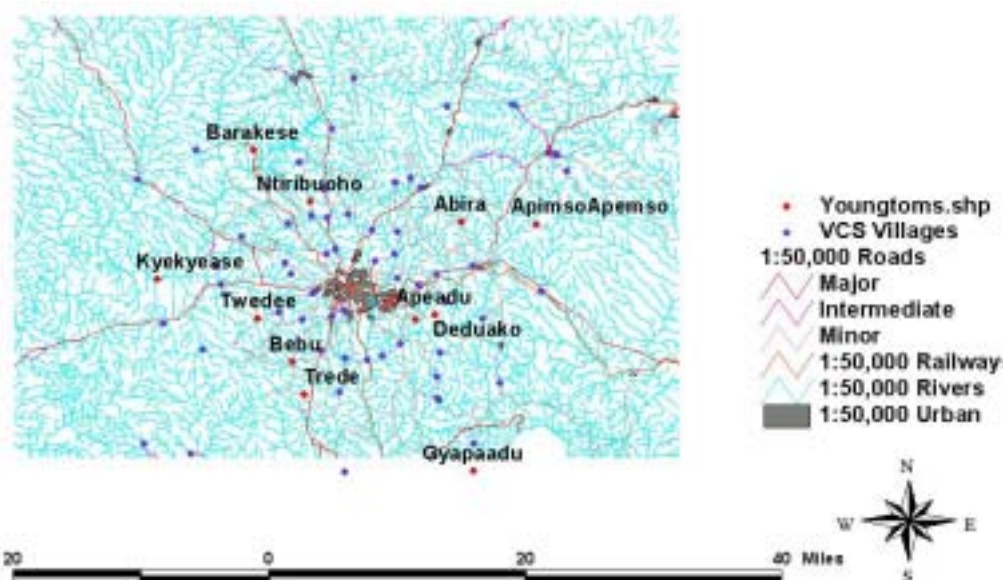 Barakese
Ntiribuoho
Abira
ApimsoApemso
Kyekyease
Twedee
Apeadu
Deduako
Bebu
Trede
Gyapaadu
Youngtoms.shp
VCS Villages
1:50,000 Roads
Major
Intermediate
Minor
1:50,000 Railway
1:50,000 Rivers
1:50,000 Urban
N
W E
S
20 0 20 40 Miles